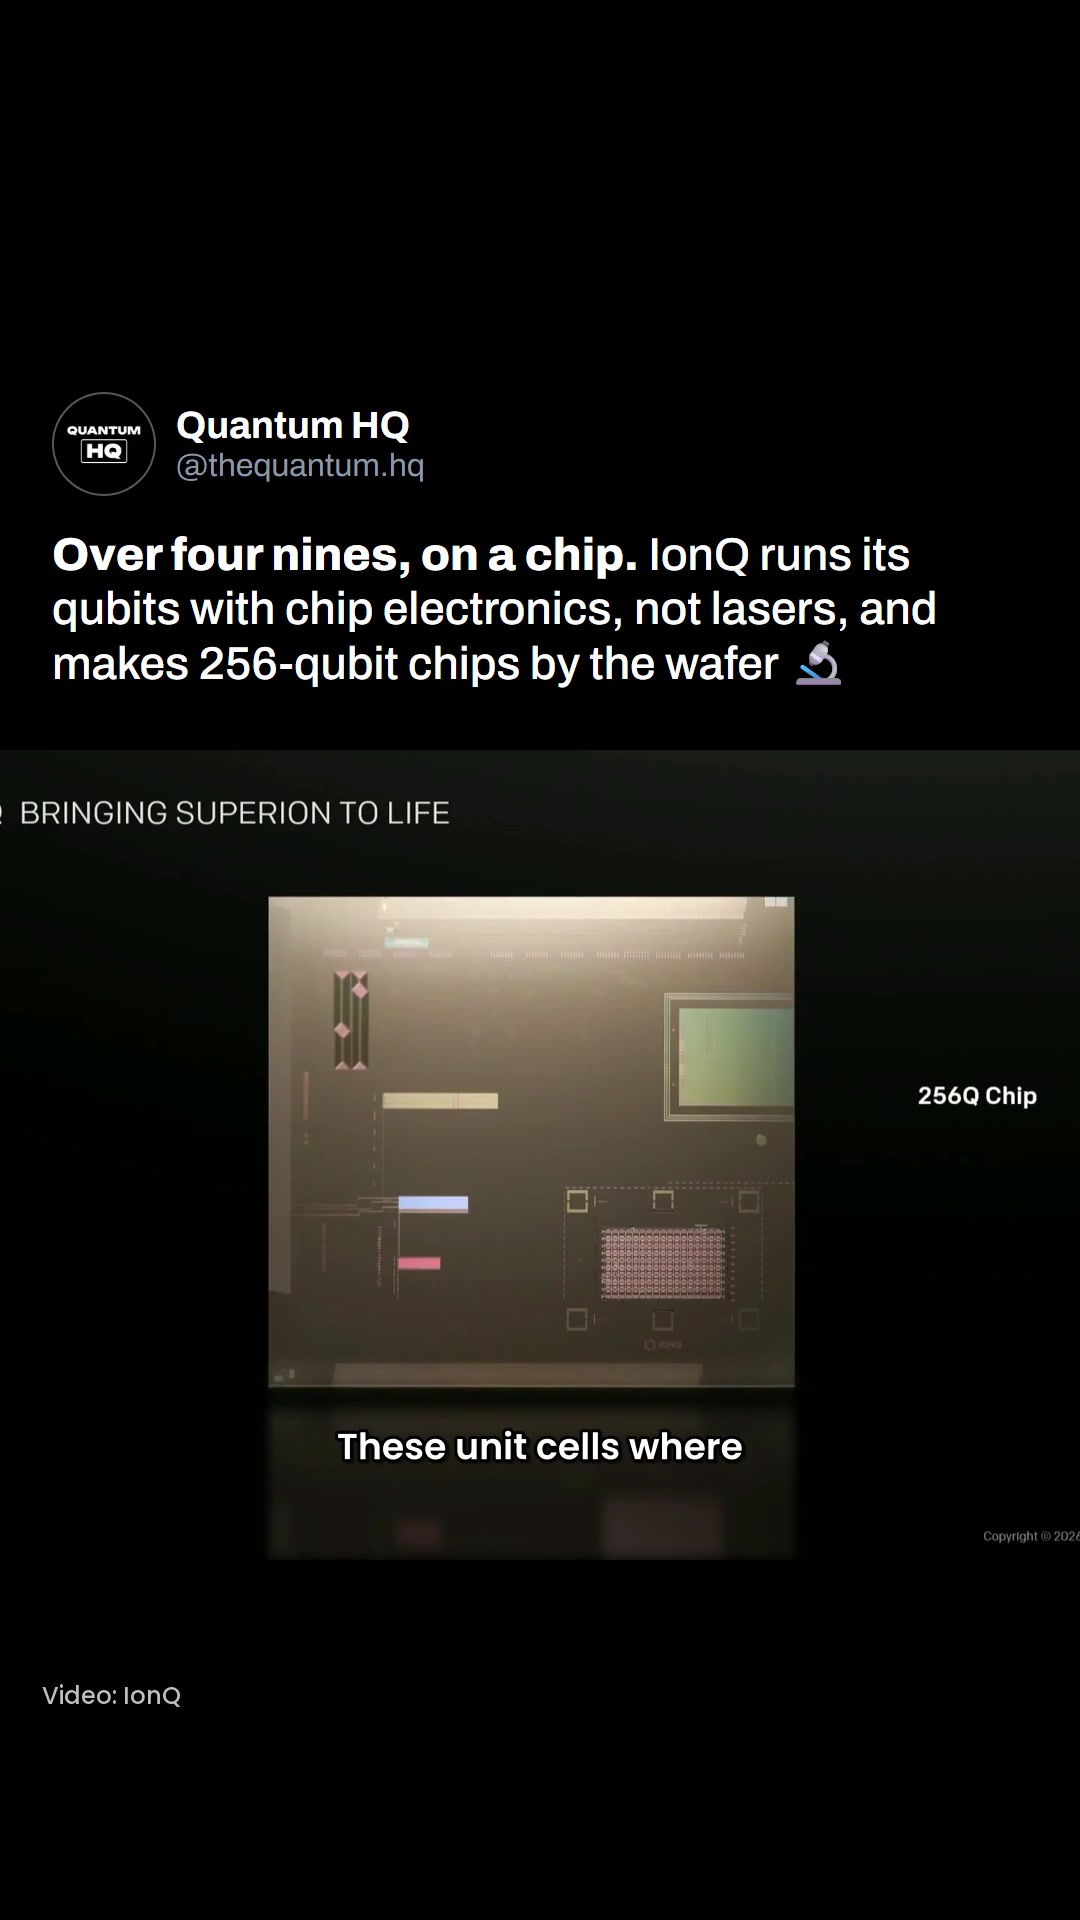 QUANTUM
HQ
Quantum HQ
@thequantum.hq
Over four nines, on a chip. IonQ runs its
qubits with chip electronics, not lasers, and
makes 256-qubit chips by the wafer 🔬
BRINGING SUPERION TO LIFE
256Q Chip
IONQ
These unit cells where
Copyright © 2026
Video: IonQ